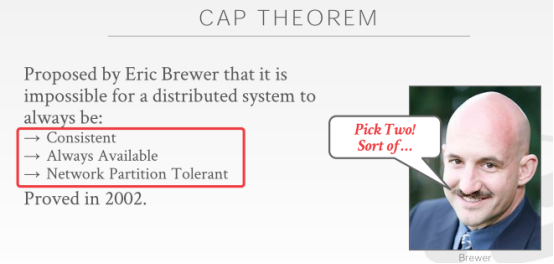 CAP THEOREM
Proposed by Eric Brewer that it is
impossible for a distributed system to
always be:
→ Consistent
→ Always Available
→ Network Partition Tolerant
Proved in 2002.
Pick Two!
Sort of…
Brewer